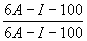 6A – I – 100
6A – I – 100